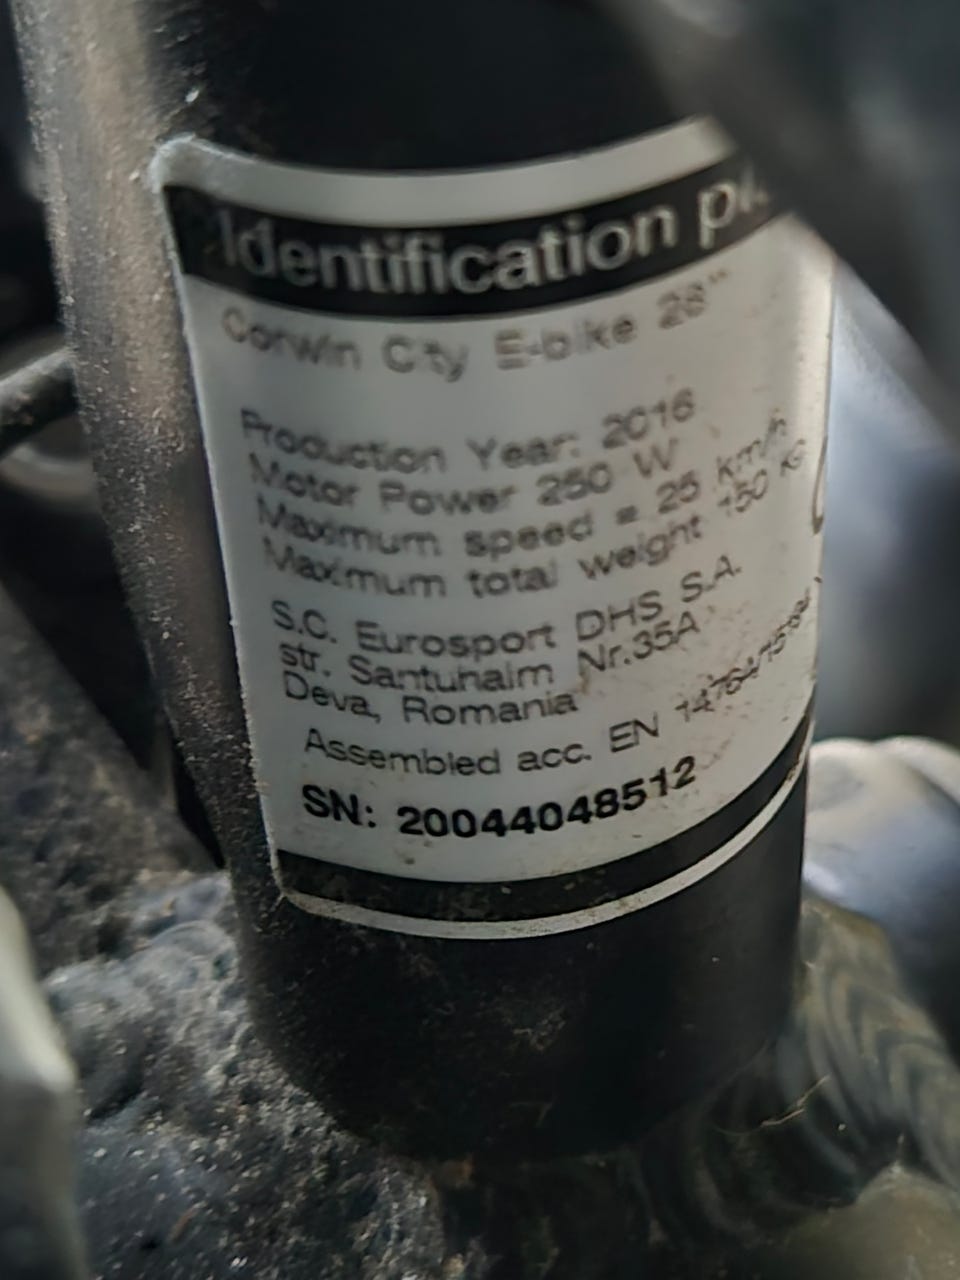 Identification
Corwin City E-bike 28"
Production Year: 2016
Motor Power 250 W
Maximum speed = 25 km/h
Maximum total weight 150 KG
S.C. Eurosport DHS S.A.
str. Santuhalm Nr.35A
Deva, Romania
Assembled acc. EN
SN: 20044048512